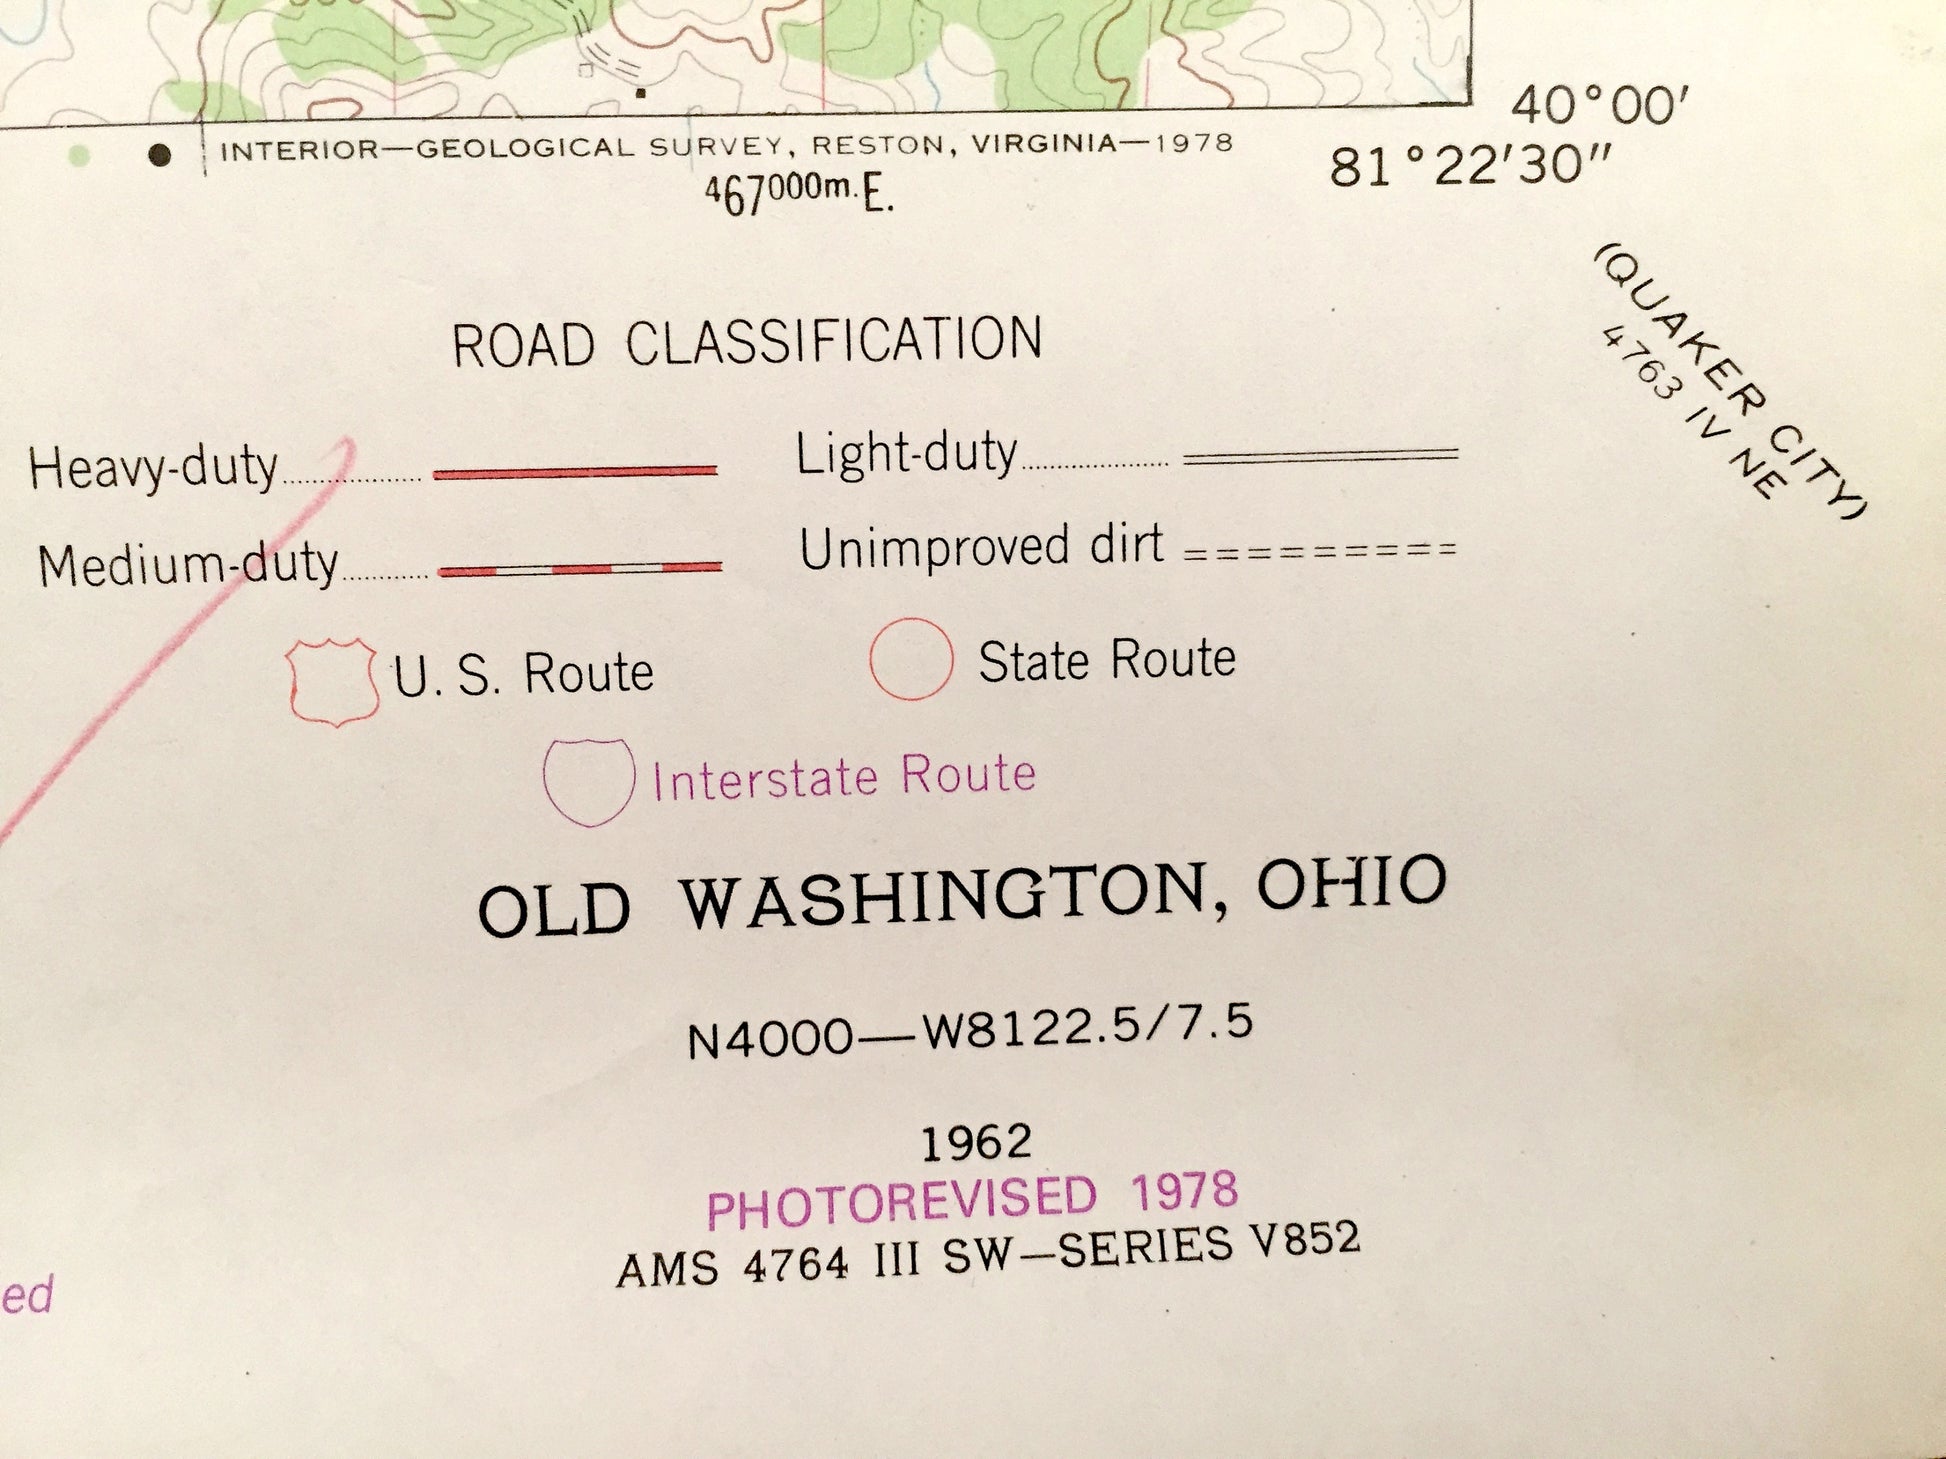 40°00′
INTERIOR—GEOLOGICAL SURVEY, RESTON, VIRGINIA—1978
81°22′30″
467000m.E.
(QUAKER CITY)
4763 IV NE
ROAD CLASSIFICATION
Heavy-duty
Light-duty
Medium-duty
Unimproved dirt
U. S. Route
State Route
Interstate Route
OLD WASHINGTON, OHIO
N4000—W8122.5/7.5
1962
PHOTOREVISED 1978
AMS 4764 III SW—SERIES V852
ed